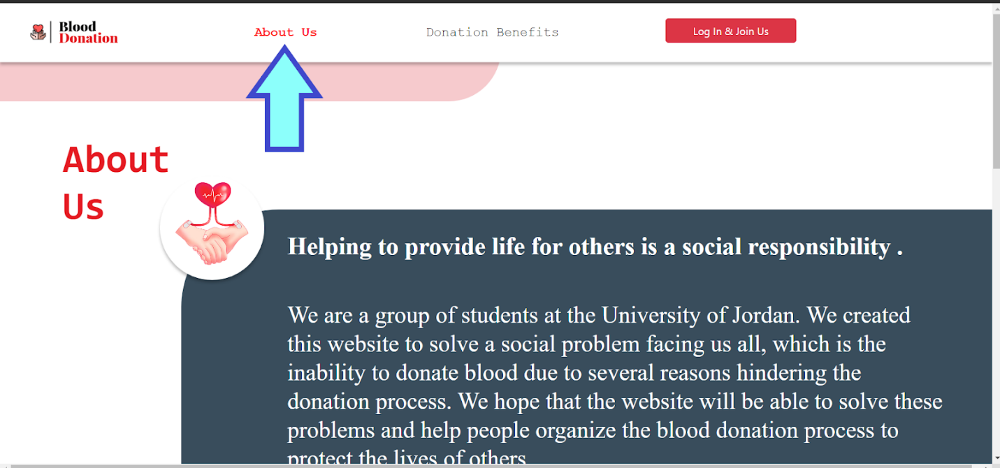 Blood
Donation
About Us
Donation Benefits
Log In & Join Us
About
Us
Helping to provide life for others is a social responsibility .
We are a group of students at the University of Jordan. We created
this website to solve a social problem facing us all, which is the
inability to donate blood due to several reasons hindering the
donation process. We hope that the website will be able to solve these
problems and help people organize the blood donation process to
protect the lives of others